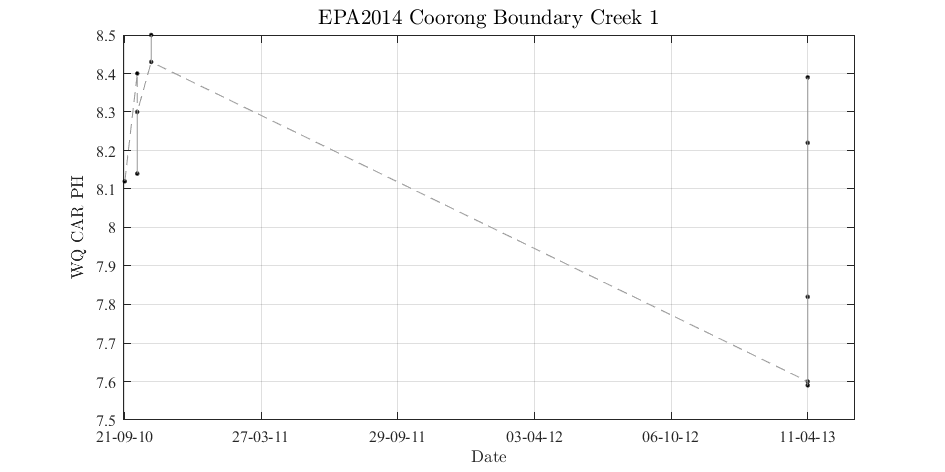 EPA2014 Coorong Boundary Creek 1
8.5
8.4
8.3
8.2
8.1
8
7.9
7.8
7.7
7.6
7.5
WQ CAR PH
21-09-10 27-03-11 29-09-11 03-04-12 06-10-12 11-04-13
Date